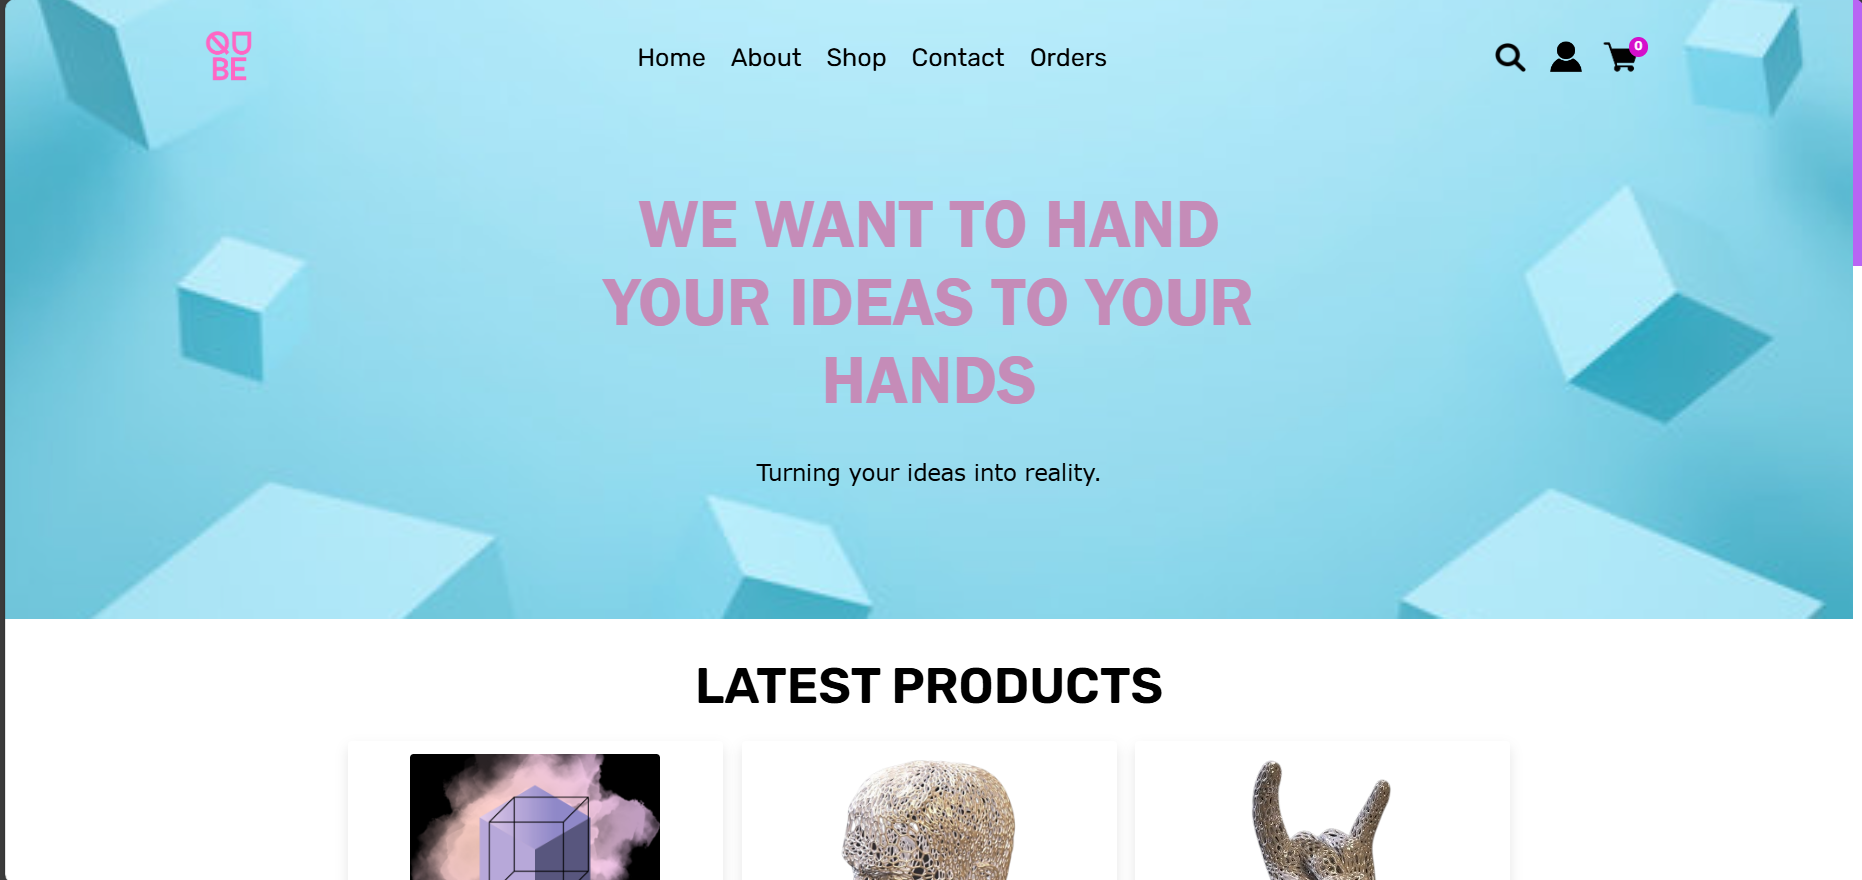 QU
BE
Home About Shop Contact Orders
0
WE WANT TO HAND
YOUR IDEAS TO YOUR
HANDS
Turning your ideas into reality.
LATEST PRODUCTS